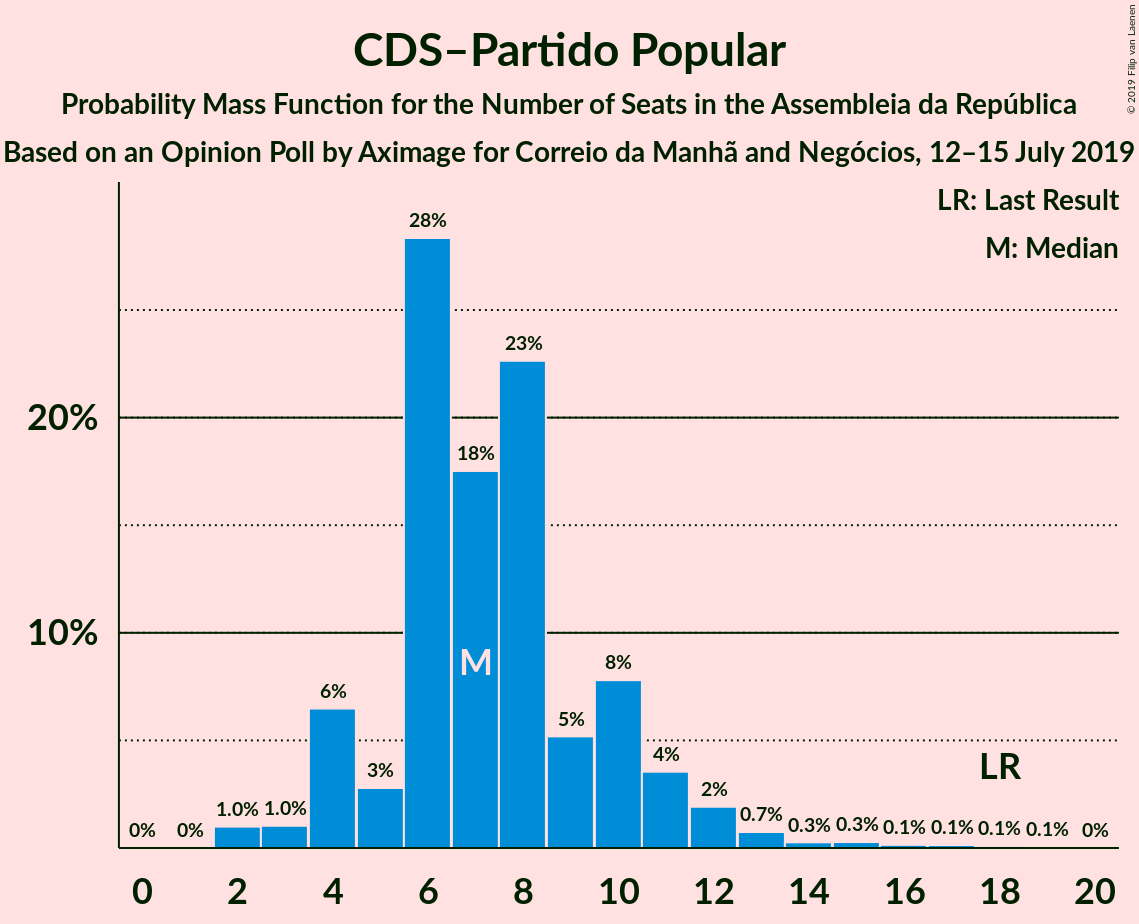 CDS–Partido Popular
Probability Mass Function for the Number of Seats in the Assembleia da República
Based on an Opinion Poll by Aximage for Correio da Manhã and Negócios, 12–15 July 2019
© 2019 Filip van Laenen
LR: Last Result
M: Median
28%
23%
20%
18%
10%
M
8%
6%
5%
4%
LR
3%
2%
0% 0% 1.0% 1.0% 0.7% 0.3% 0.3% 0.1% 0.1% 0.1% 0.1% 0%
0 2 4 6 8 10 12 14 16 18 20